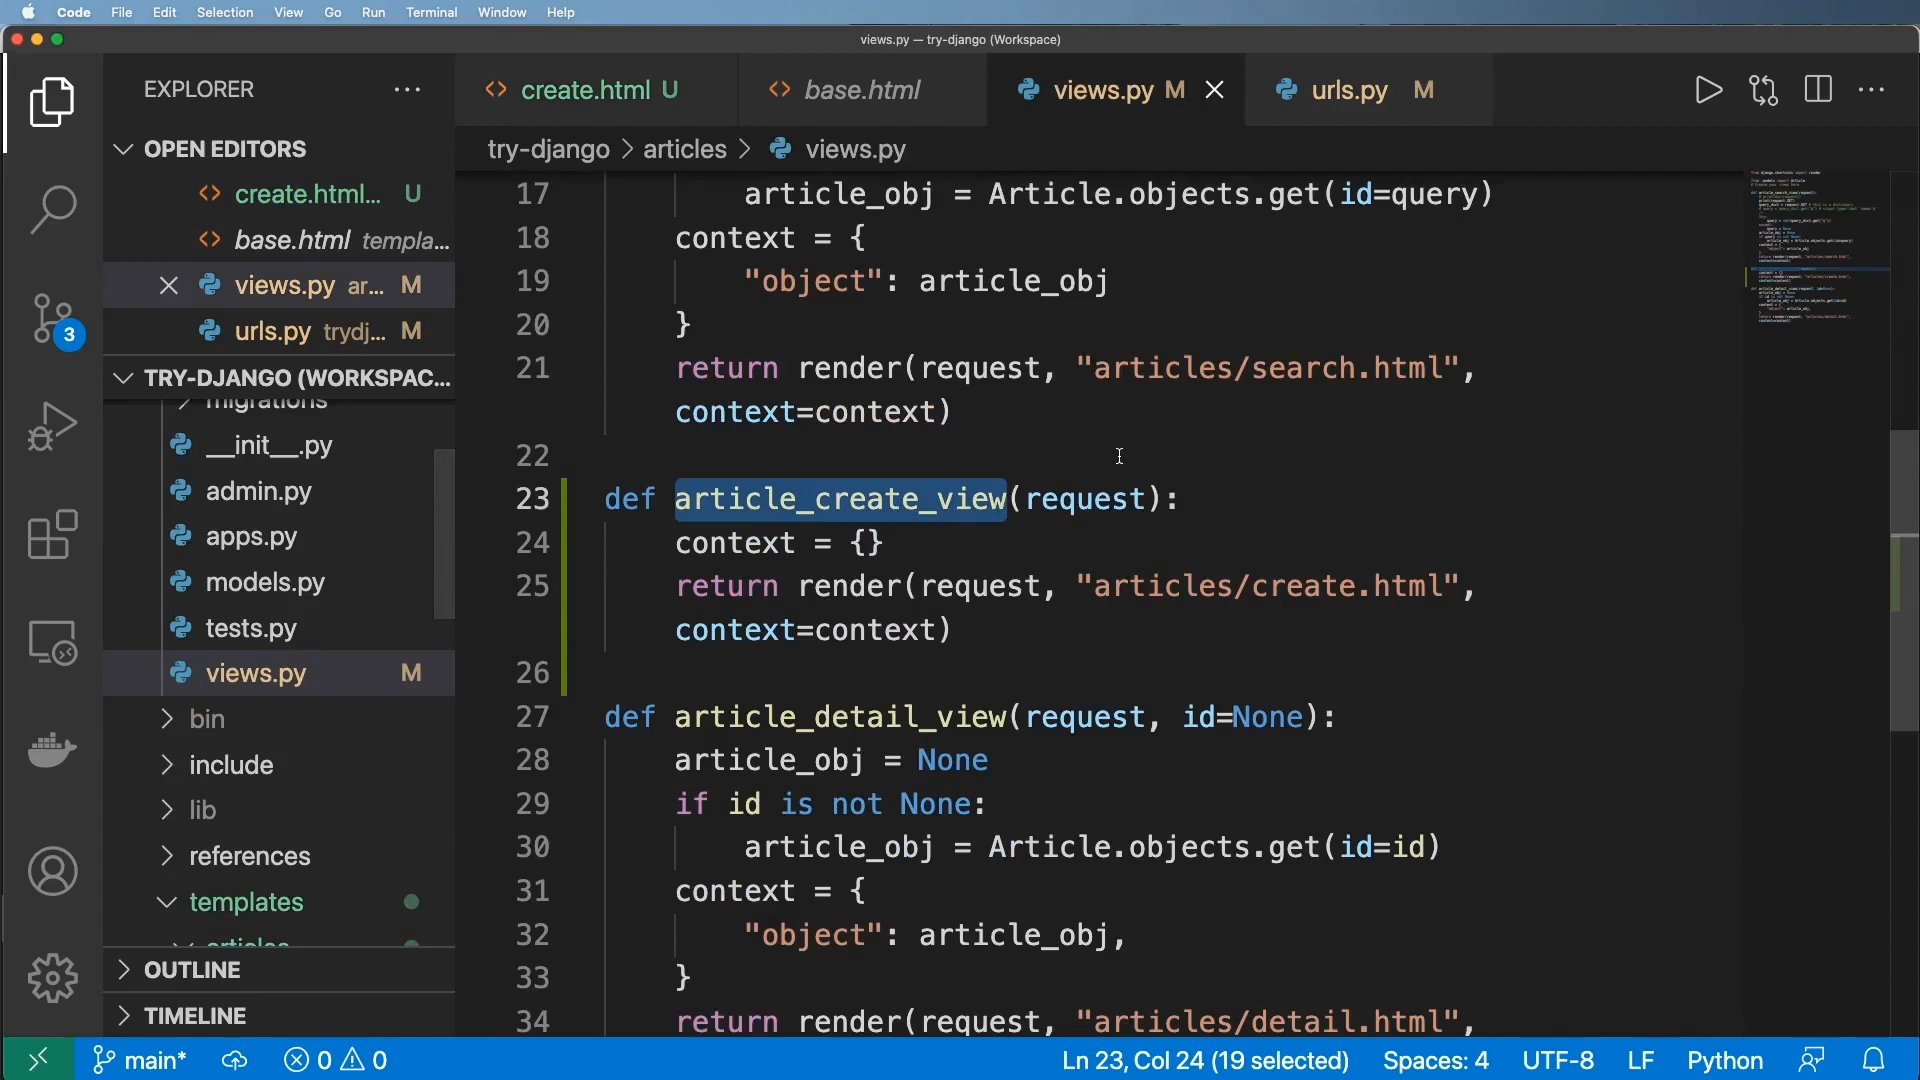 Code File Edit Selection View Go Run Terminal Window Help
views.py — try-django (Workspace)
EXPLORER
create.html U
base.html
views.py M
urls.py M
OPEN EDITORS
create.html... U
base.html templa...
views.py ar... M
urls.py trydj... M
TRY-DJANGO (WORKSPAC...
migrations
__init__.py
admin.py
apps.py
models.py
tests.py
views.py M
bin
include
lib
references
templates
articles
OUTLINE
TIMELINE
3
try-django > articles > views.py
17 article_obj = Article.objects.get(id=query)
18 context = {
19 "object": article_obj
20 }
21 return render(request, "articles/search.html",
context=context)
22
23 def article_create_view(request):
24 context = {}
25 return render(request, "articles/create.html",
context=context)
26
27 def article_detail_view(request, id=None):
28 article_obj = None
29 if id is not None:
30 article_obj = Article.objects.get(id=id)
31 context = {
32 "object": article_obj,
33 }
34 return render(request, "articles/detail.html",
main* 0 0 Ln 23, Col 24 (19 selected) Spaces: 4 UTF-8 LF Python